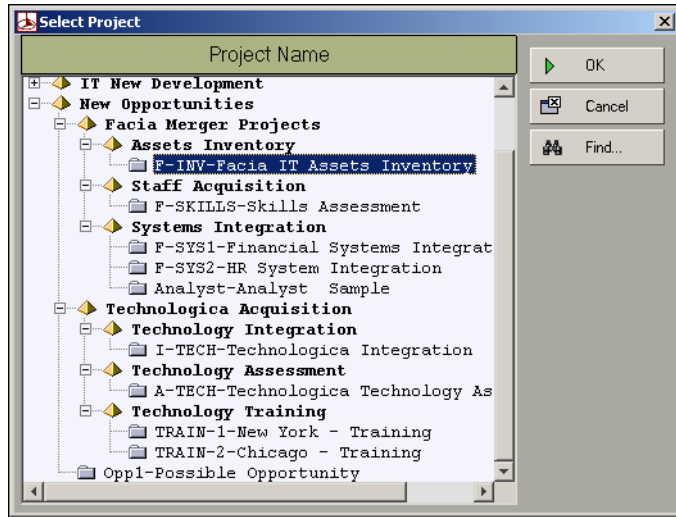 Select Project
Project Name
IT New Development
New Opportunities
Facia Merger Projects
Assets Inventory
F-INV-Facia IT Assets Inventory
Staff Acquisition
F-SKILLS-Skills Assessment
Systems Integration
F-SYS1-Financial Systems Integrat
F-SYS2-HR System Integration
Analyst-Analyst  Sample
Technologica Acquisition
Technology Integration
I-TECH-Technologica Integration
Technology Assessment
A-TECH-Technologica Technology As
Technology Training
TRAIN-1-New York - Training
TRAIN-2-Chicago - Training
Opp1-Possible Opportunity
OK
Cancel
Find...